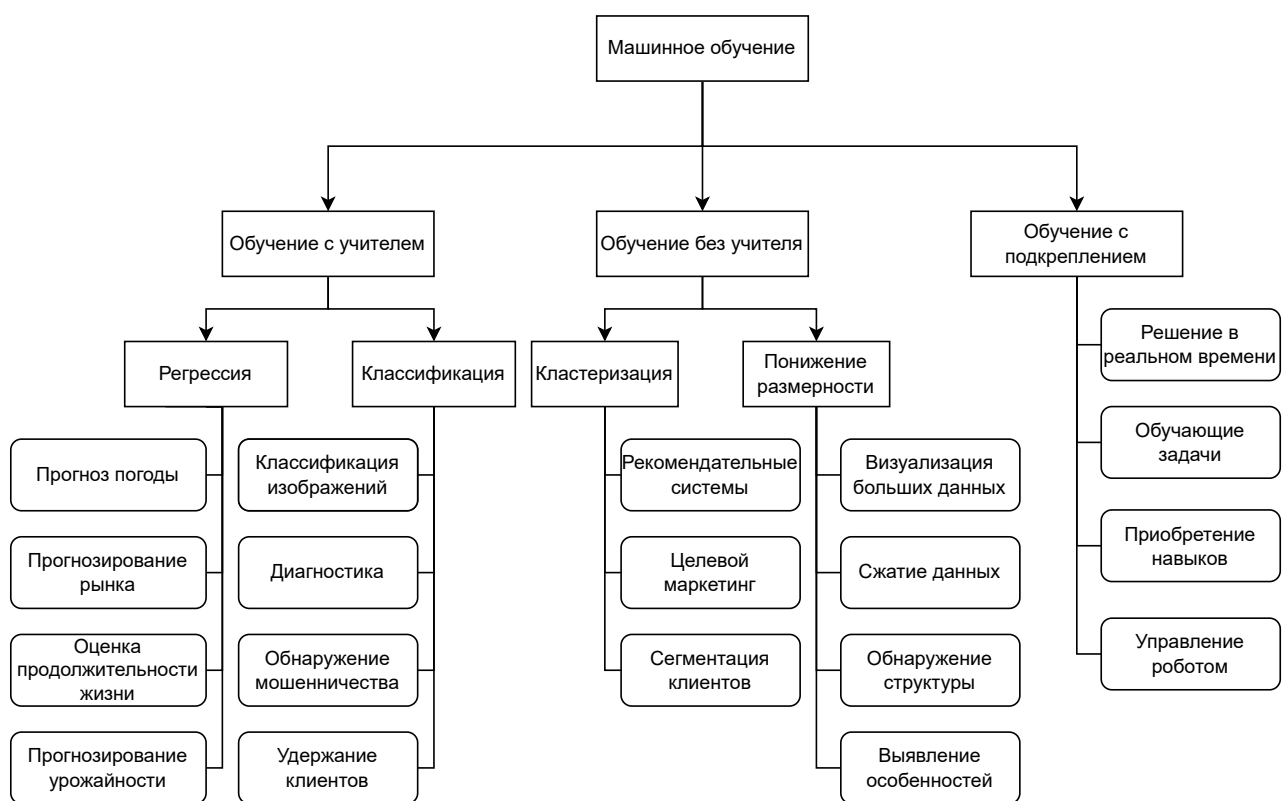 Машинное обучение
Обучение с учителем
Обучение без учителя
Обучение с
подкреплением
Регрессия
Классификация
Кластеризация
Понижение
размерности
Решение в
реальном времени
Обучающие
задачи
Приобретение
навыков
Управление
роботом
Прогноз погоды
Прогнозирование
рынка
Оценка
продолжительности
жизни
Прогнозирование
урожайности
Классификация
изображений
Диагностика
Обнаружение
мошенничества
Удержание
клиентов
Рекомендательные
системы
Целевой
маркетинг
Сегментация
клиентов
Визуализация
больших данных
Сжатие данных
Обнаружение
структуры
Выявление
особенностей